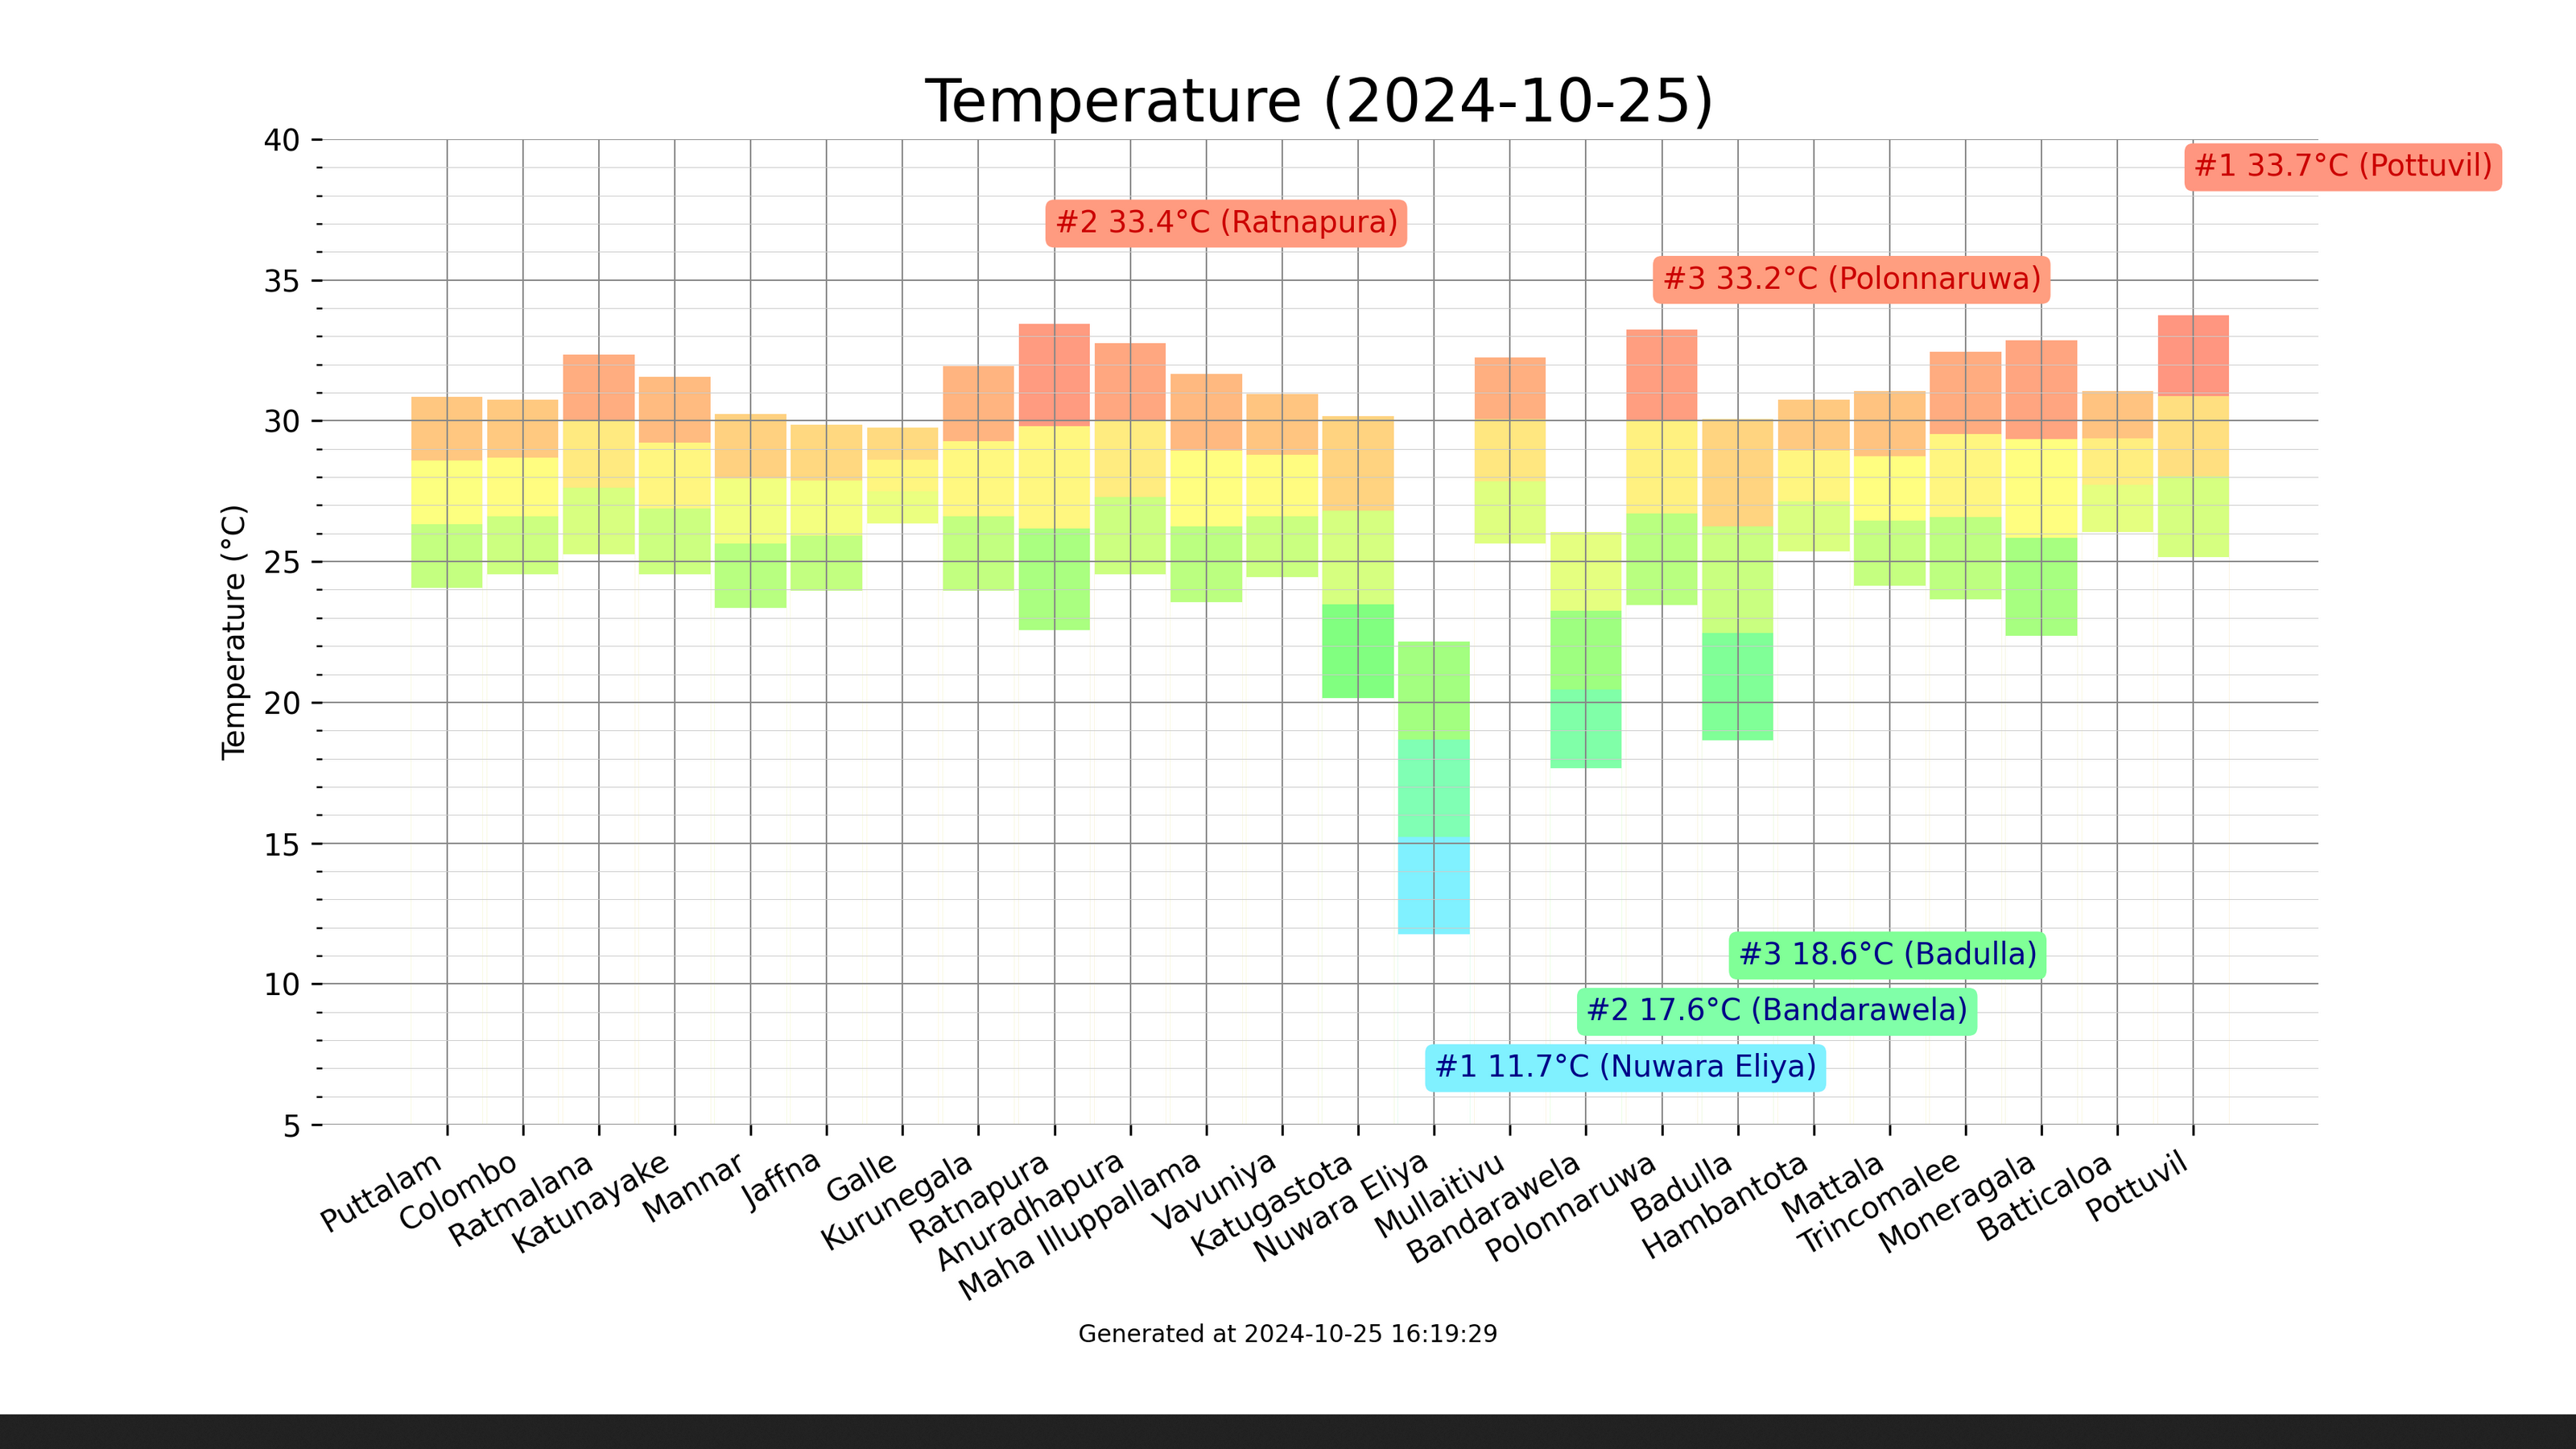 Temperature (2024-10-25)
40
#1 33.7°C (Pottuvil)
#2 33.4°C (Ratnapura)
35
#3 33.2°C (Polonnaruwa)
30
25
Temperature (°C)
20
15
#3 18.6°C (Badulla)
10
#2 17.6°C (Bandarawela)
#1 11.7°C (Nuwara Eliya)
5
Puttalam
Colombo
Ratmalana
Katunayake
Mannar
Jaffna
Galle
Kurunegala
Ratnapura
Anuradhapura
Maha Illuppallama
Vavuniya
Katugastota
Nuwara Eliya
Mullaitivu
Bandarawela
Polonnaruwa
Badulla
Hambantota
Mattala
Trincomalee
Moneragala
Batticaloa
Pottuvil
Generated at 2024-10-25 16:19:29